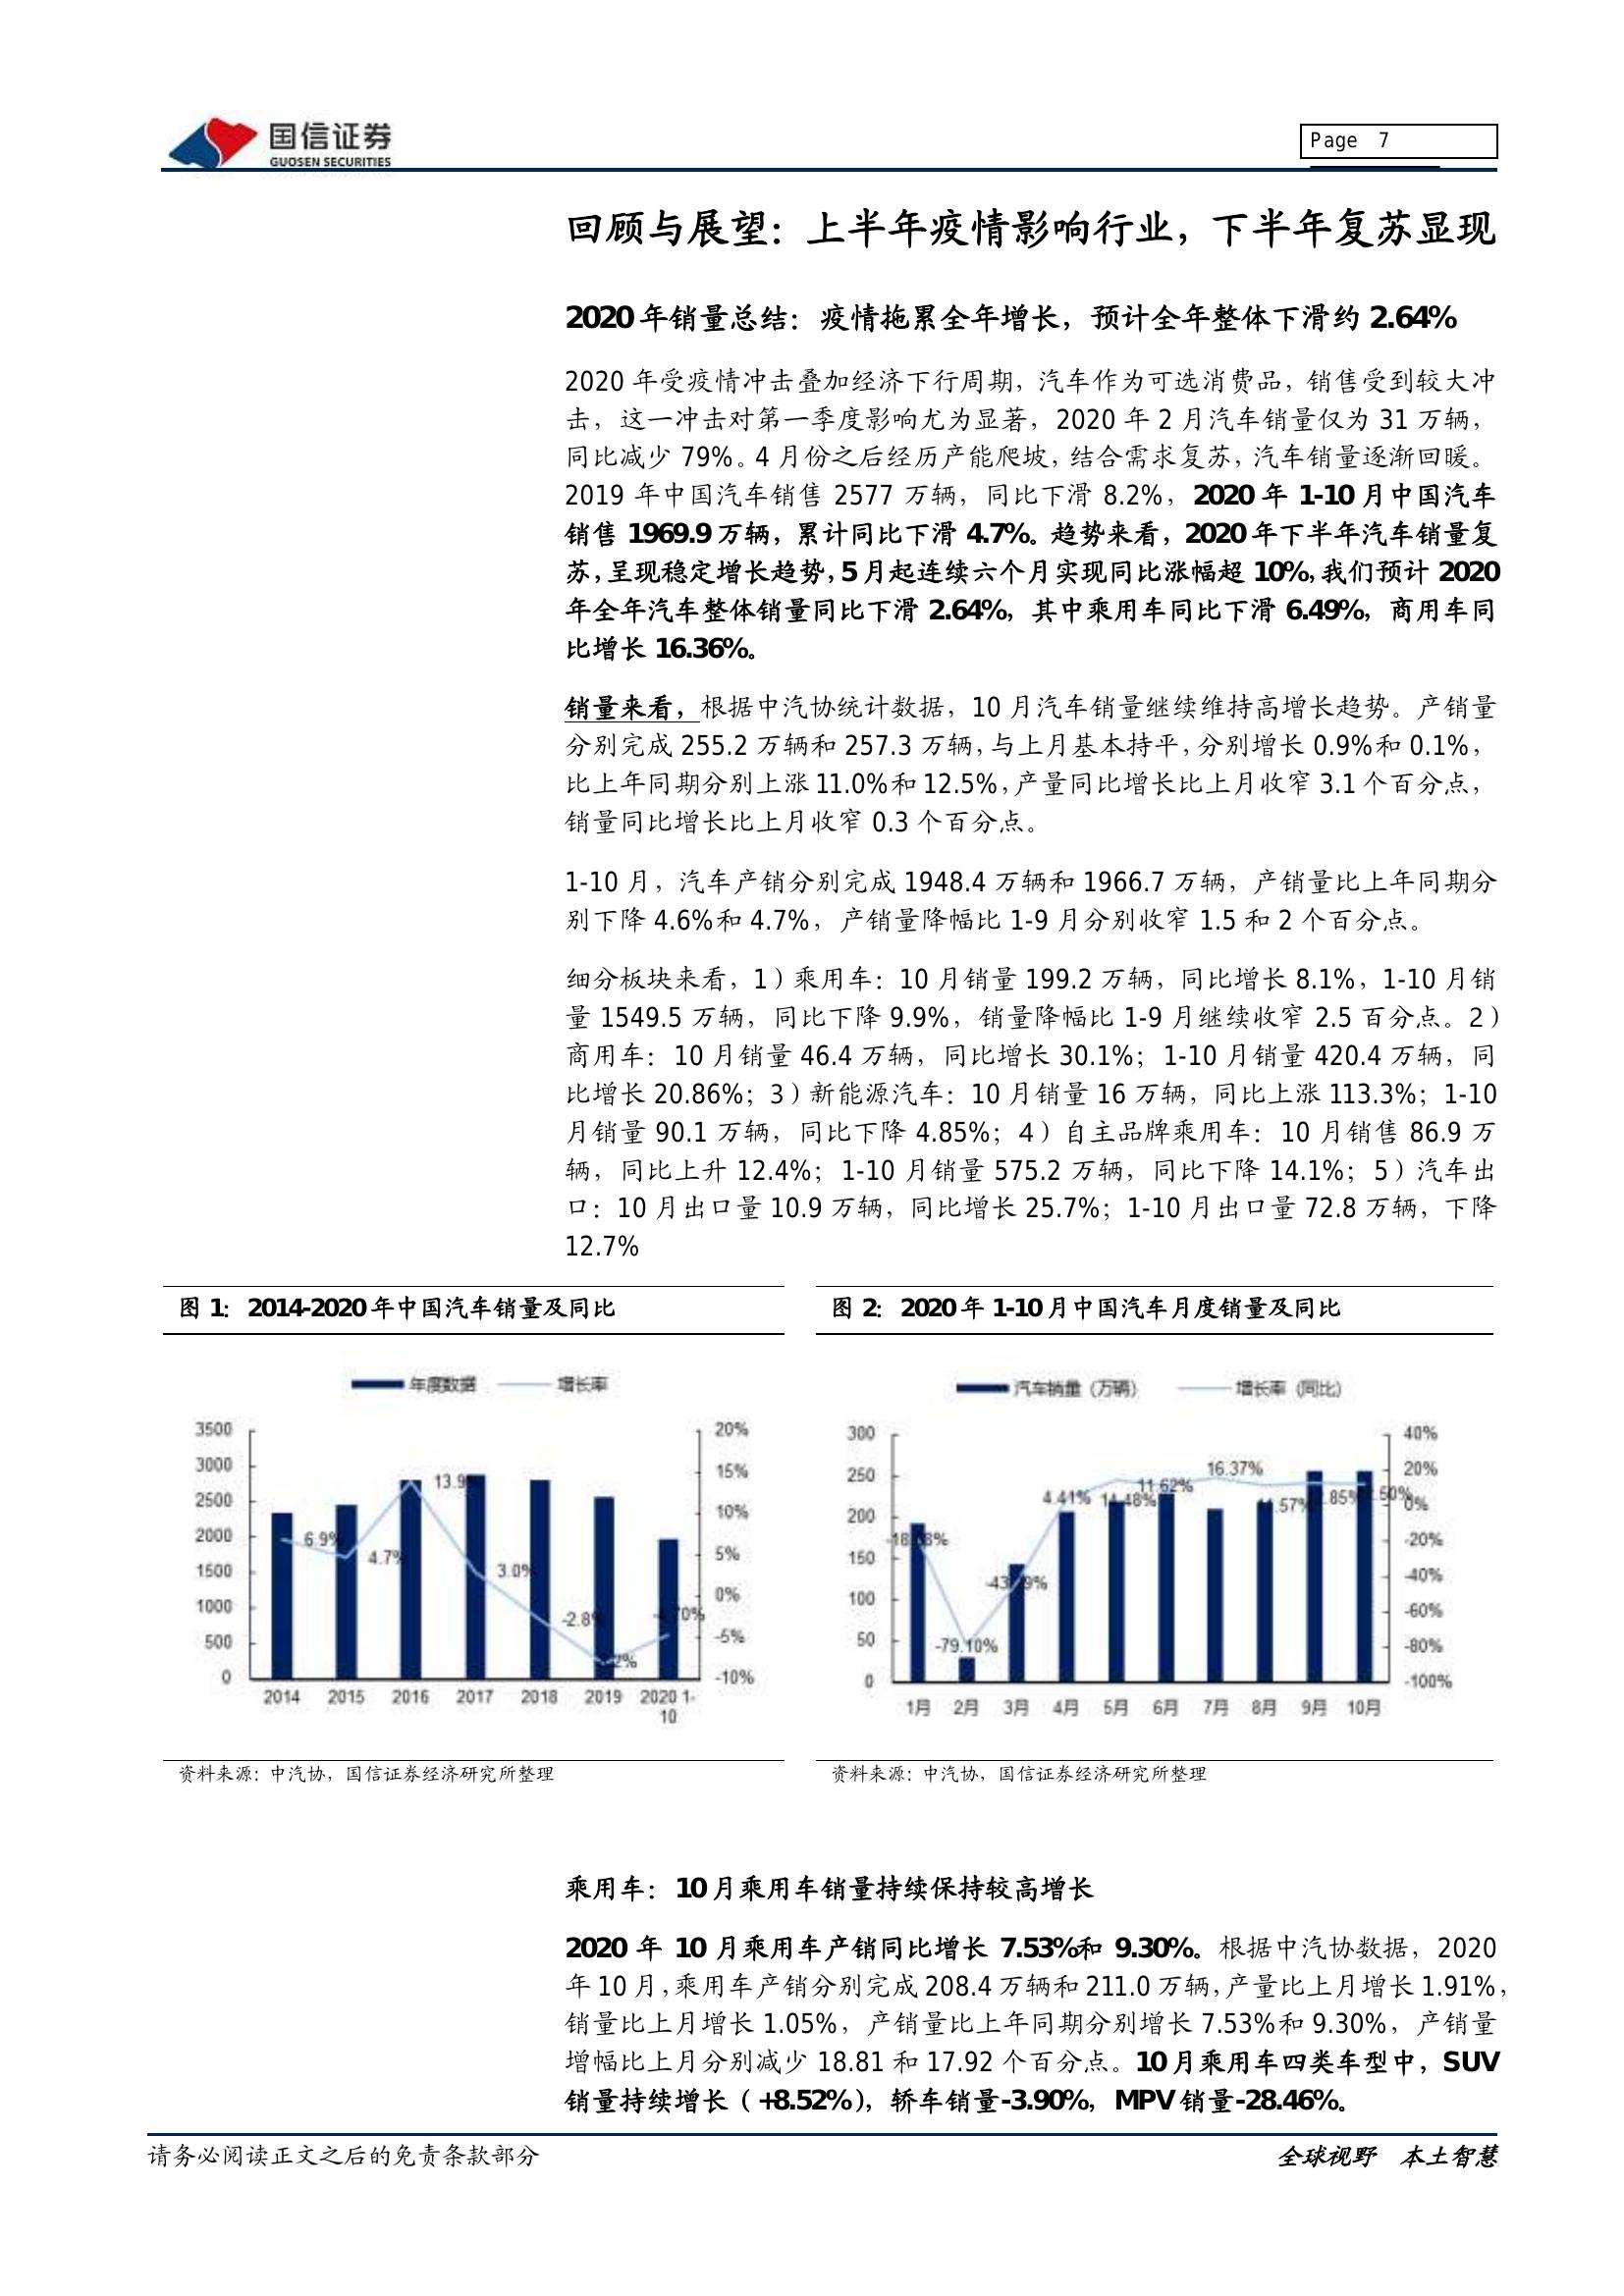 国信证券
GUOSEN SECURITIES
Page 7
回顾与展望：上半年疫情影响行业，下半年复苏显现
2020 年销量总结：疫情拖累全年增长，预计全年整体下滑约 2.64%
2020 年受疫情冲击叠加经济下行周期，汽车作为可选消费品，销售受到较大冲
击，这一冲击对第一季度影响尤为显著，2020 年 2 月汽车销量仅为 31 万辆，
同比减少 79%。4 月份之后经历产能爬坡，结合需求复苏，汽车销量逐渐回暖。
2019 年中国汽车销售 2577 万辆，同比下滑 8.2%，2020 年 1-10 月中国汽车
销售 1969.9 万辆，累计同比下滑 4.7%。趋势来看，2020 年下半年汽车销量复
苏，呈现稳定增长趋势，5 月起连续六个月实现同比涨幅超 10%，我们预计 2020
年全年汽车整体销量同比下滑 2.64%，其中乘用车同比下滑 6.49%，商用车同
比增长 16.36%。
销量来看，根据中汽协统计数据，10 月汽车销量继续维持高增长趋势。产销量
分别完成 255.2 万辆和 257.3 万辆，与上月基本持平，分别增长 0.9%和 0.1%，
比上年同期分别上涨 11.0%和 12.5%，产量同比增长比上月收窄 3.1 个百分点，
销量同比增长比上月收窄 0.3 个百分点。
1-10 月，汽车产销分别完成 1948.4 万辆和 1966.7 万辆，产销量比上年同期分
别下降 4.6%和 4.7%，产销量降幅比 1-9 月分别收窄 1.5 和 2 个百分点。
细分板块来看，1）乘用车：10 月销量 199.2 万辆，同比增长 8.1%，1-10 月销
量 1549.5 万辆，同比下降 9.9%，销量降幅比 1-9 月继续收窄 2.5 百分点。2）
商用车：10 月销量 46.4 万辆，同比增长 30.1%；1-10 月销量 420.4 万辆，同
比增长 20.86%；3）新能源汽车：10 月销量 16 万辆，同比上涨 113.3%；1-10
月销量 90.1 万辆，同比下降 4.85%；4）自主品牌乘用车：10 月销售 86.9 万
辆，同比上升 12.4%；1-10 月销量 575.2 万辆，同比下降 14.1%；5）汽车出
口：10 月出口量 10.9 万辆，同比增长 25.7%；1-10 月出口量 72.8 万辆，下降
12.7%
图 1：2014-2020 年中国汽车销量及同比
年度数据 增长率
3500
3000
2500
2000
1500
1000
500
0
20%
15%
10%
5%
0%
-5%
-10%
6.9%
4.7%
13.9%
3.0%
-2.8%
2014 2015 2016 2017 2018 2019 2020 1-
10
资料来源：中汽协，国信证券经济研究所整理
图 2：2020 年 1-10 月中国汽车月度销量及同比
汽车销量（万辆） 增长率（同比）
300
250
200
150
100
50
0
40%
20%
0%
-20%
-40%
-60%
-80%
-100%
-79.10%
4.41%
11.62%
16.37%
1月 2月 3月 4月 5月 6月 7月 8月 9月 10月
资料来源：中汽协，国信证券经济研究所整理
乘用车：10 月乘用车销量持续保持较高增长
2020 年 10 月乘用车产销同比增长 7.53%和 9.30%。根据中汽协数据，2020
年 10 月，乘用车产销分别完成 208.4 万辆和 211.0 万辆，产量比上月增长 1.91%，
销量比上月增长 1.05%，产销量比上年同期分别增长 7.53%和 9.30%，产销量
增幅比上月分别减少 18.81 和 17.92 个百分点。10 月乘用车四类车型中，SUV
销量持续增长（+8.52%），轿车销量-3.90%，MPV 销量-28.46%。
请务必阅读正文之后的免责条款部分
全球视野 本土智慧